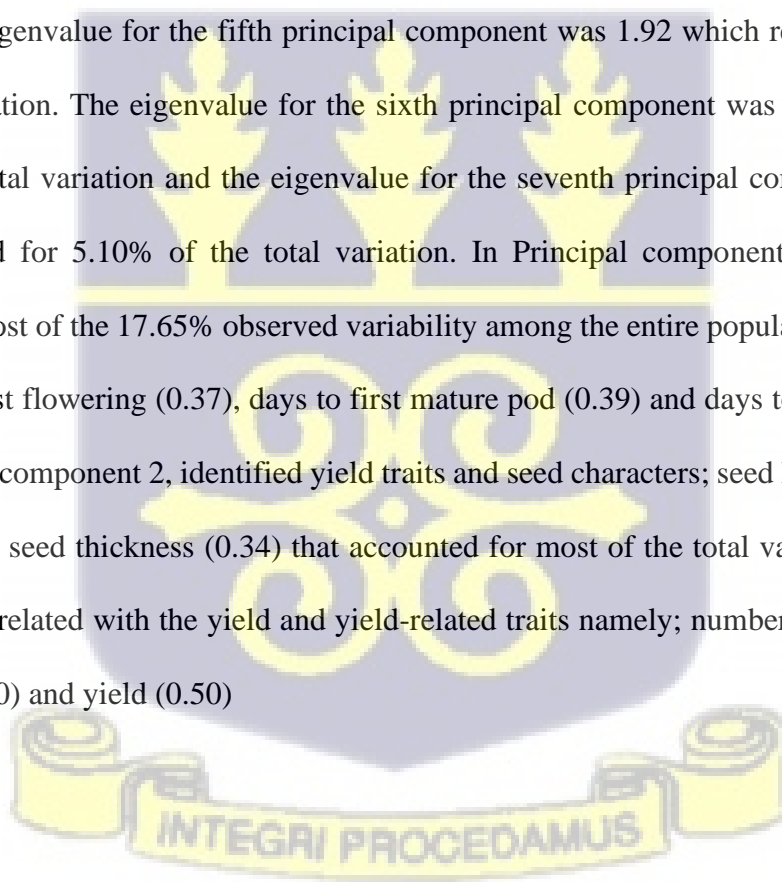 genvalue for the fifth principal component was 1.92 which
ation. The eigenvalue for the sixth principal component was
tal variation and the eigenvalue for the seventh principal
d for 5.10% of the total variation. In Principal component
ost of the 17.65% observed variability among the entire
st flowering (0.37), days to first mature pod (0.39) and days
component 2, identified yield traits and seed characters; seed
seed thickness (0.34) that accounted for most of the total
related with the yield and yield-related traits namely; number
0) and yield (0.50)
INTEGRI PROCEDAMUS